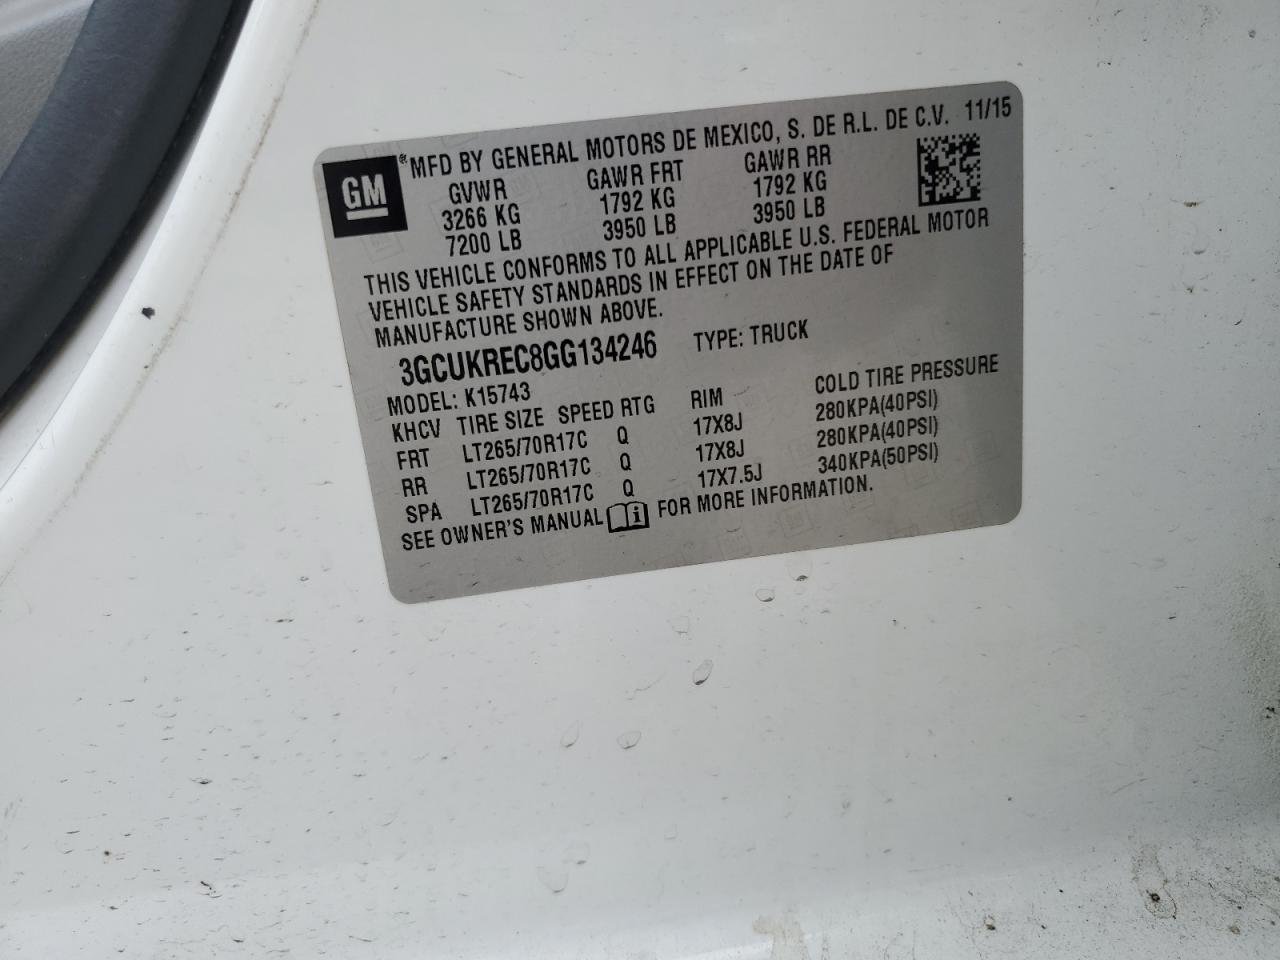 GM
*MFD BY GENERAL MOTORS DE MEXICO, S. DE R.L. DE C.V. 11/15
GVWR GAWR FRT GAWR RR
3266 KG 1792 KG 1792 KG
7200 LB 3950 LB 3950 LB
THIS VEHICLE CONFORMS TO ALL APPLICABLE U.S. FEDERAL MOTOR
VEHICLE SAFETY STANDARDS IN EFFECT ON THE DATE OF
MANUFACTURE SHOWN ABOVE.
3GCUKREC8GG134246 TYPE: TRUCK
MODEL: K15743
KHCV TIRE SIZE SPEED RTG RIM COLD TIRE PRESSURE
FRT LT265/70R17C Q 17X8J 280KPA(40PSI)
RR LT265/70R17C Q 17X8J 280KPA(40PSI)
SPA LT265/70R17C Q 17X7.5J 340KPA(50PSI)
SEE OWNER'S MANUAL i FOR MORE INFORMATION.